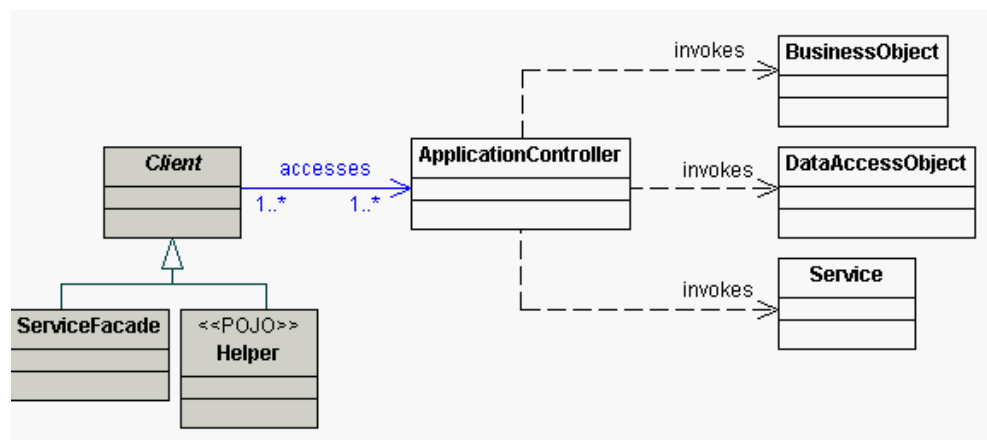 invokes
BusinessObject
Client
accesses
1..*
1..*
ApplicationController
invokes
DataAccessObject
invokes
Service
ServiceFacade
<<POJO>>
Helper